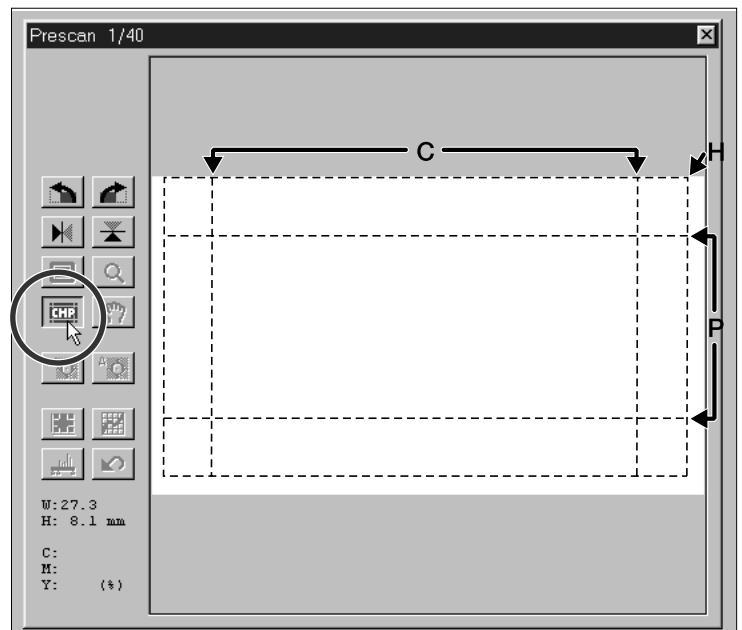 Prescan 1/40
C
H
P
CHP
A
W:27.3
H: 8.1 mm
C:
M:
Y: (%)